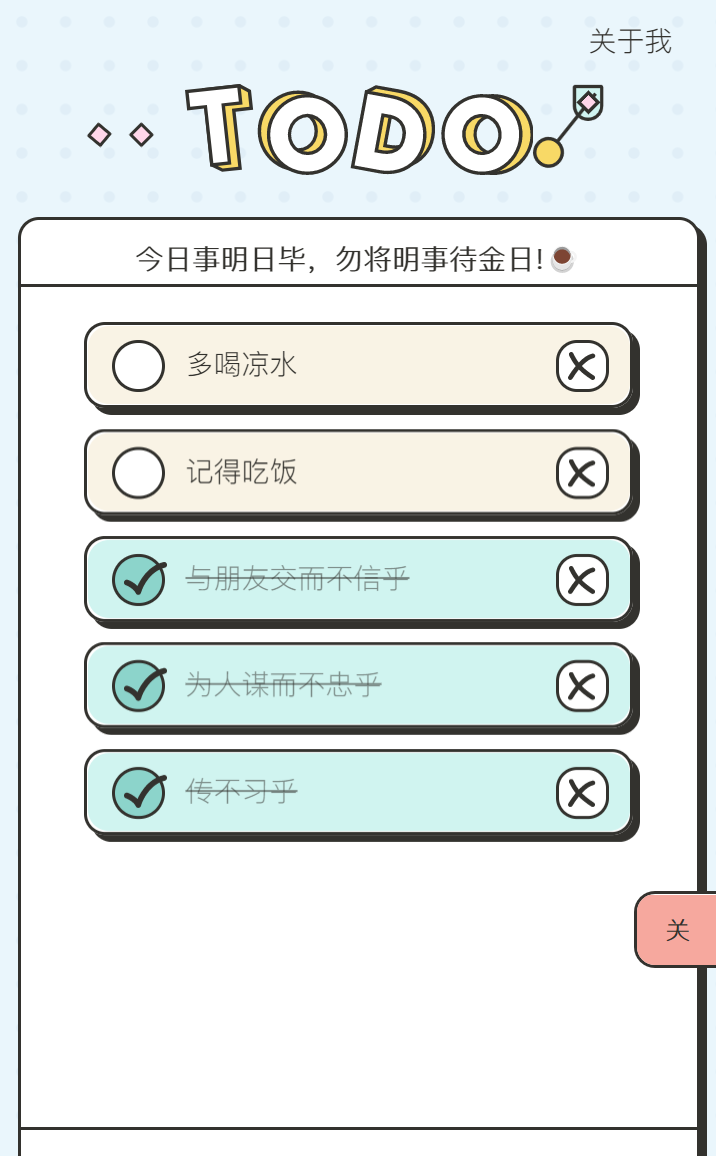 关于我
TODO
今日事明日毕，勿将明事待金日!
多喝凉水
记得吃饭
与朋友交而不信乎
为人谋而不忠乎
传不习乎
关